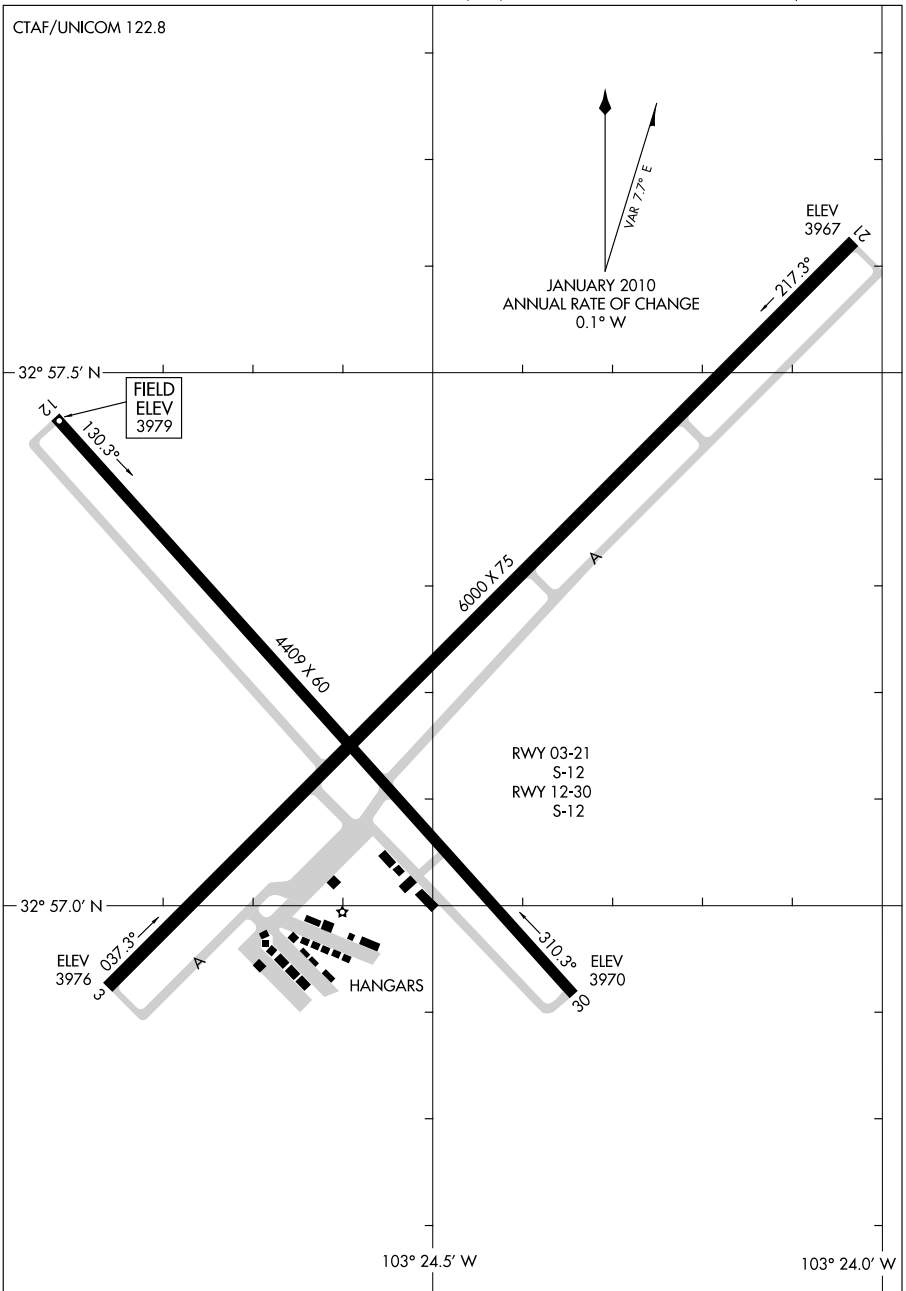 CTAF/UNICOM 122.8
VAR 7.7° E
JANUARY 2010
ANNUAL RATE OF CHANGE
0.1° W
ELEV
3967
21
217.3°
32° 57.5' N
FIELD
ELEV
3979
12
130.3°
A
6000 X 75
4409 X 60
RWY 03-21
S-12
RWY 12-30
S-12
32° 57.0' N
037.3°
ELEV
3976
3
A
HANGARS
310.3°
ELEV
3970
30
103° 24.5' W
103° 24.0' W